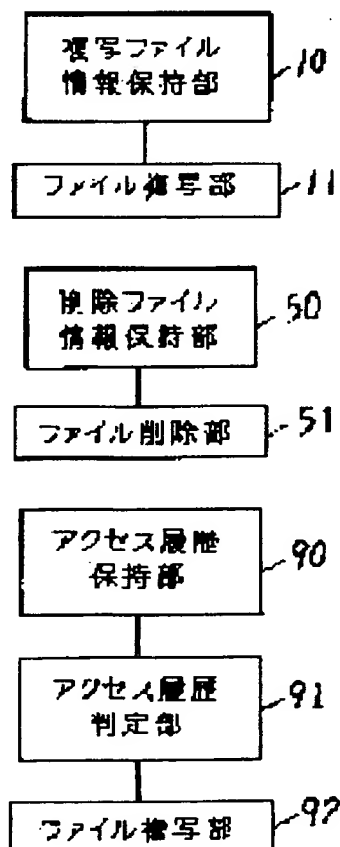 複写ファイル
情報保持部
10
ファイル複写部
11
削除ファイル
情報保持部
50
ファイル削除部
51
アクセス履歴
保持部
90
アクセス履歴
判定部
91
ファイル複写部
92